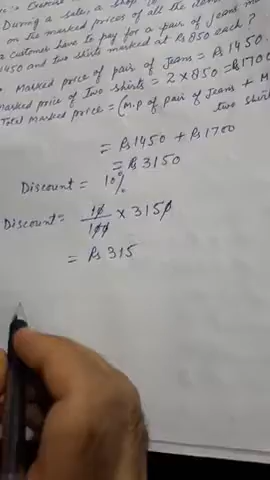 Exercise
During a sale, a shop
on the marked prices of all the
a customer have to pay for a pair of jeans
1450 and two shirts marked at Rs 850 each?
Marked price of pair of jeans = Rs 1450.
Marked price of two shirts = 2 × 850 = Rs 1700
Total Marked price = (M.p of pair of jeans + M
two shirts
= Rs 1450 + Rs 1700
= Rs 3150
Discount = 10%
Discount = 10/100 × 3150
= Rs 315